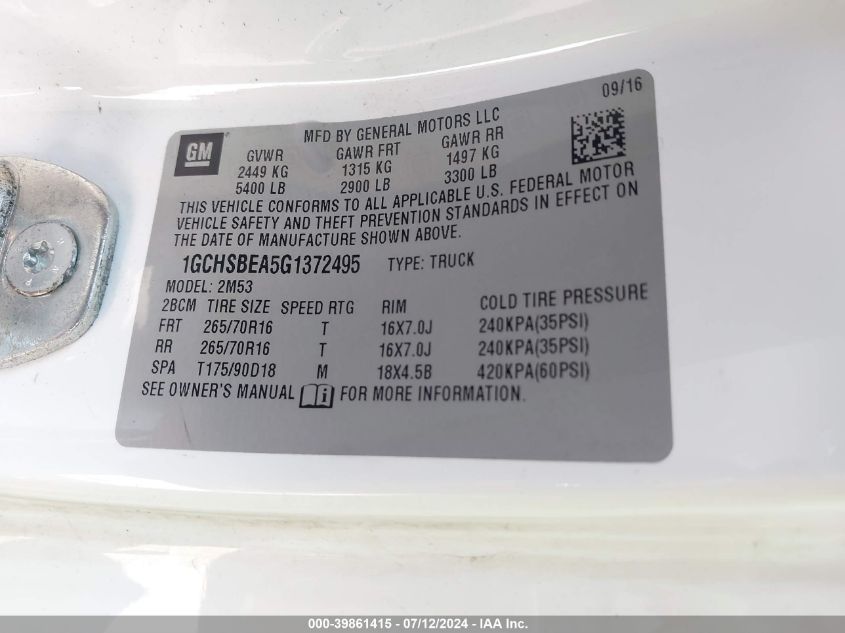 09/16
MFD BY GENERAL MOTORS LLC
GM
GVWR GAWR FRT GAWR RR
2449 KG 1315 KG 1497 KG
5400 LB 2900 LB 3300 LB
THIS VEHICLE CONFORMS TO ALL APPLICABLE U.S. FEDERAL MOTOR
VEHICLE SAFETY AND THEFT PREVENTION STANDARDS IN EFFECT ON
THE DATE OF MANUFACTURE SHOWN ABOVE.
1GCHSBEA5G1372495 TYPE: TRUCK
MODEL: 2M53
2BCM TIRE SIZE SPEED RTG RIM COLD TIRE PRESSURE
FRT 265/70R16 T 16X7.0J 240KPA(35PSI)
RR 265/70R16 T 16X7.0J 240KPA(35PSI)
SPA T175/90D18 M 18X4.5B 420KPA(60PSI)
SEE OWNER'S MANUAL i FOR MORE INFORMATION.
000-39861415 - 07/12/2024 - IAA Inc.